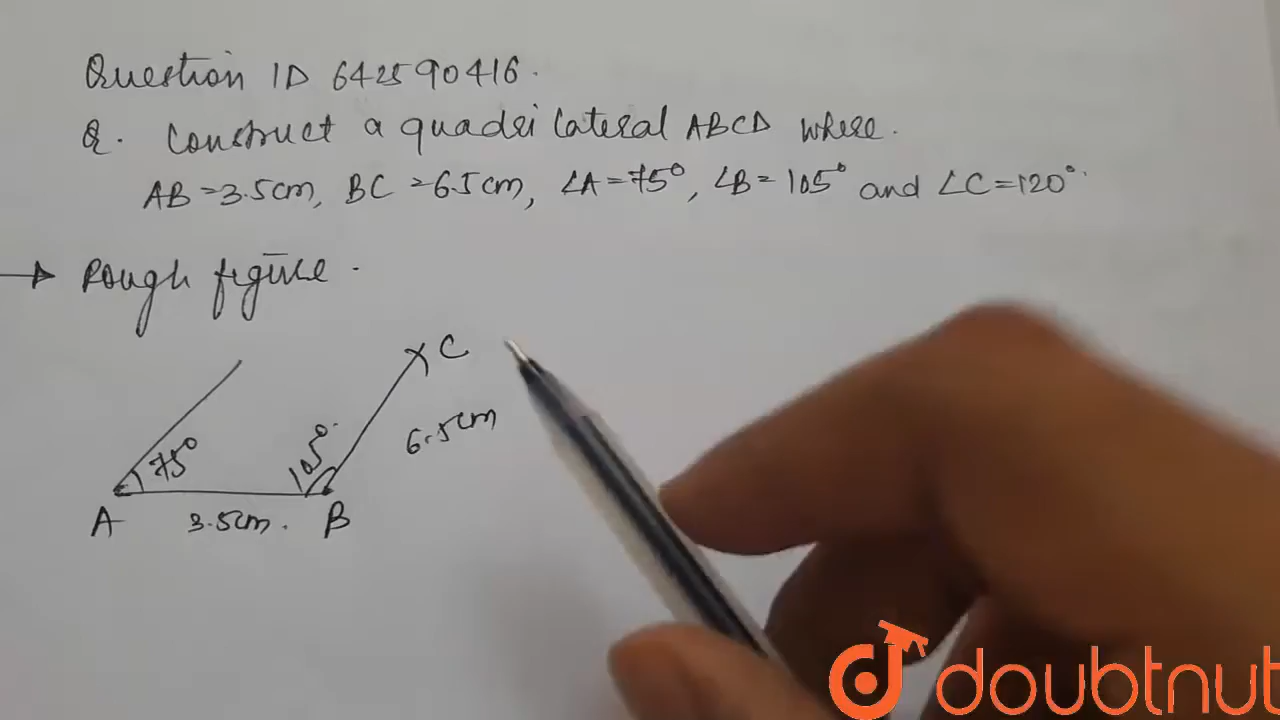 Question ID 642590416.
Q. Construct a quadrilateral ABCD where.
AB = 3.5cm, BC = 6.5cm, ∠A = 75°, ∠B = 105° and ∠C = 120°.
Rough figure.
C
6.5cm
75°
105°
A 3.5cm. B
doubtnut